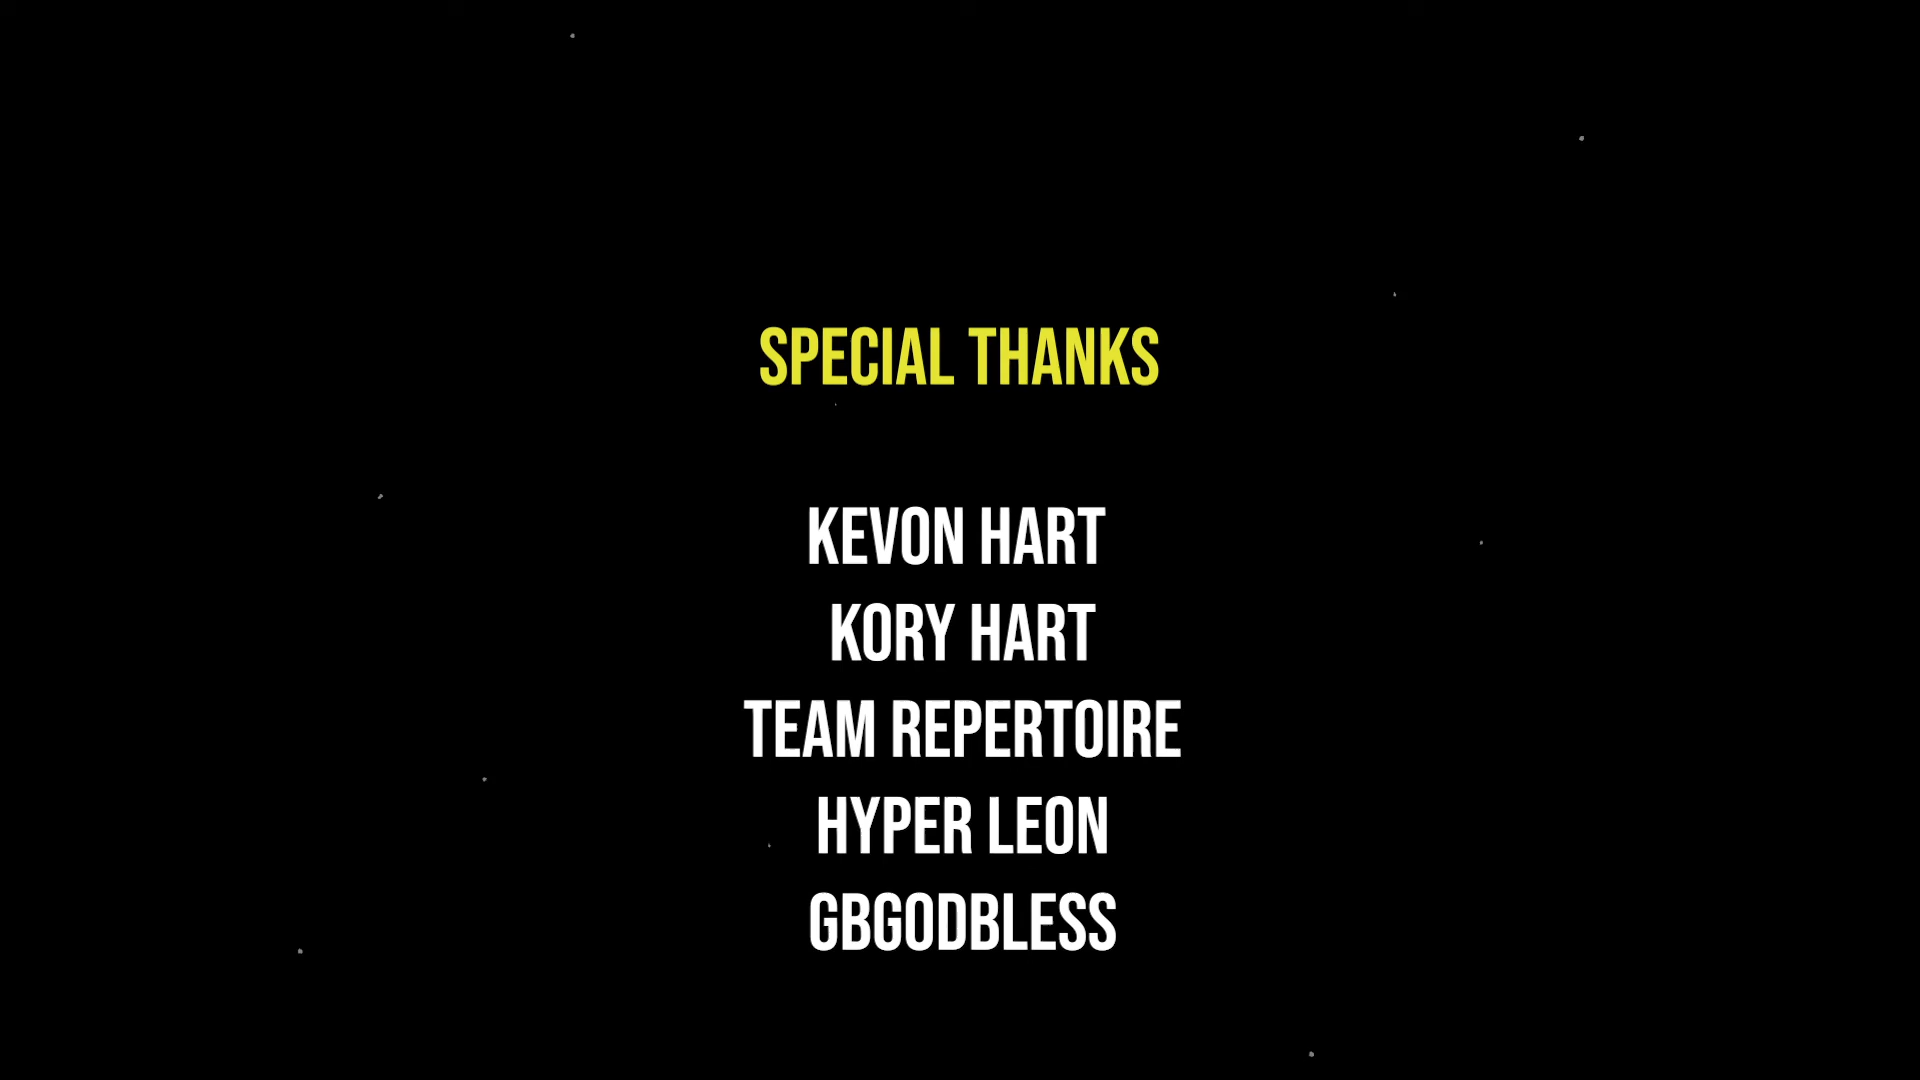 SPECIAL THANKS
KEVON HART
KORY HART
TEAM REPERTOIRE
HYPER LEON
GBGODBLESS